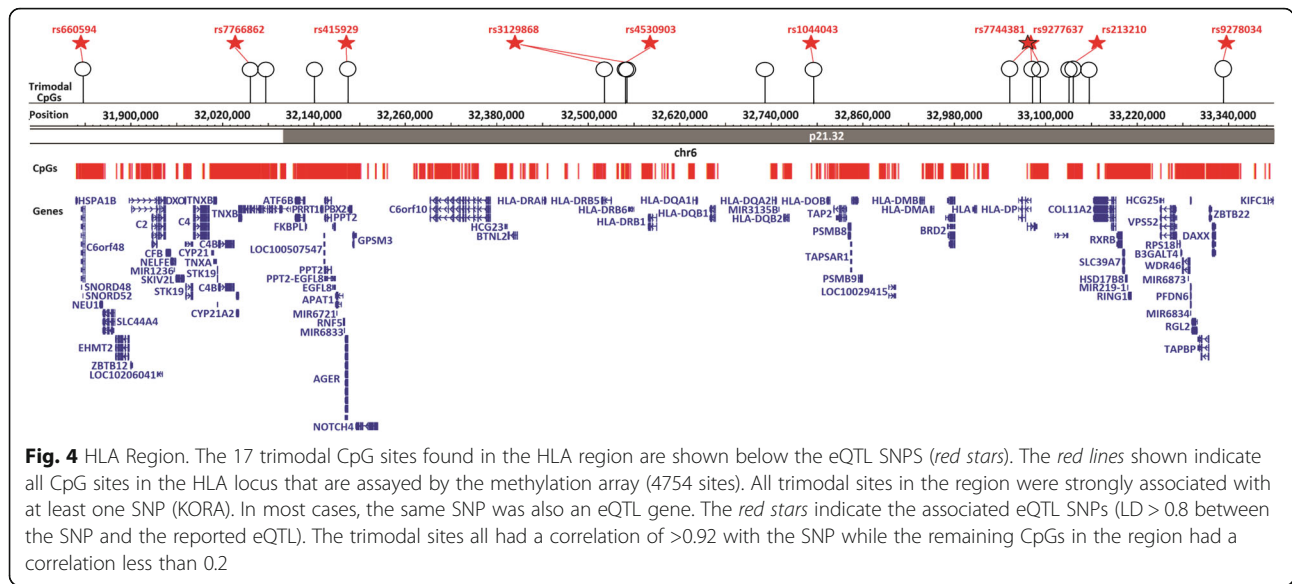 rs660594 rs7766862 rs415929 rs3129868 rs4530903 rs1044043 rs7744381 rs9277637 rs213210 rs9278034
Trimodal
CpGs
Position 31,900,000 32,020,000 32,140,000 32,260,000 32,380,000 32,500,000 32,620,000 32,740,000 32,860,000 32,980,000 33,100,000 33,220,000 33,340,000
p21.32
chr6
CpGs
Genes HSPA1B DXO TNXB ATF6B C6orf10 HLA-DRA HLA-DRB5 HLA-DQA1 HLA-DQA2 HLA-DOB HLA-DMB HLA HLA-DP COL11A2 HCG25 KIFC1
C2 TNXB PRRT1 PBX2 HLA-DRB6 MIR3135B TAP2 HLA-DMA ZBTB22
C4 FKBPL PPT2 HCG23 HLA-DRB1 HLA-DQB1 HLA-DQB2 BRD2 VPS52
C6orf48 C4B GPSM3 BTNL2 PSMB8 RXRB RPS18 DAXX
CFB CYP21 LOC100507547 TAPSAR1 SLC39A7 B3GALT4
NELFE TNXA WDR46
MIR1236 STK19 PPT2
SKIV2L PPT2-EGFL8 PSMB9 HSD17B8 MIR6873
SNORD48 STK19 C4B EGFL8 LOC10029415 MIR219-1
SNORD52 APAT1 RING1 PFDN6
NEU1 CYP21A2 MIR6721 MIR6834
SLC44A4 RNF5 RGL2
MIR6833
EHMT2 TAPBP
ZBTB12
LOC10206041 AGER
NOTCH4
Fig. 4 HLA Region. The 17 trimodal CpG sites found in the HLA region are shown below the eQTL SNPS (red stars). The red lines shown indicate
all CpG sites in the HLA locus that are assayed by the methylation array (4754 sites). All trimodal sites in the region were strongly associated with
at least one SNP (KORA). In most cases, the same SNP was also an eQTL gene. The red stars indicate the associated eQTL SNPs (LD > 0.8 between
the SNP and the reported eQTL). The trimodal sites all had a correlation of >0.92 with the SNP while the remaining CpGs in the region had a
correlation less than 0.2